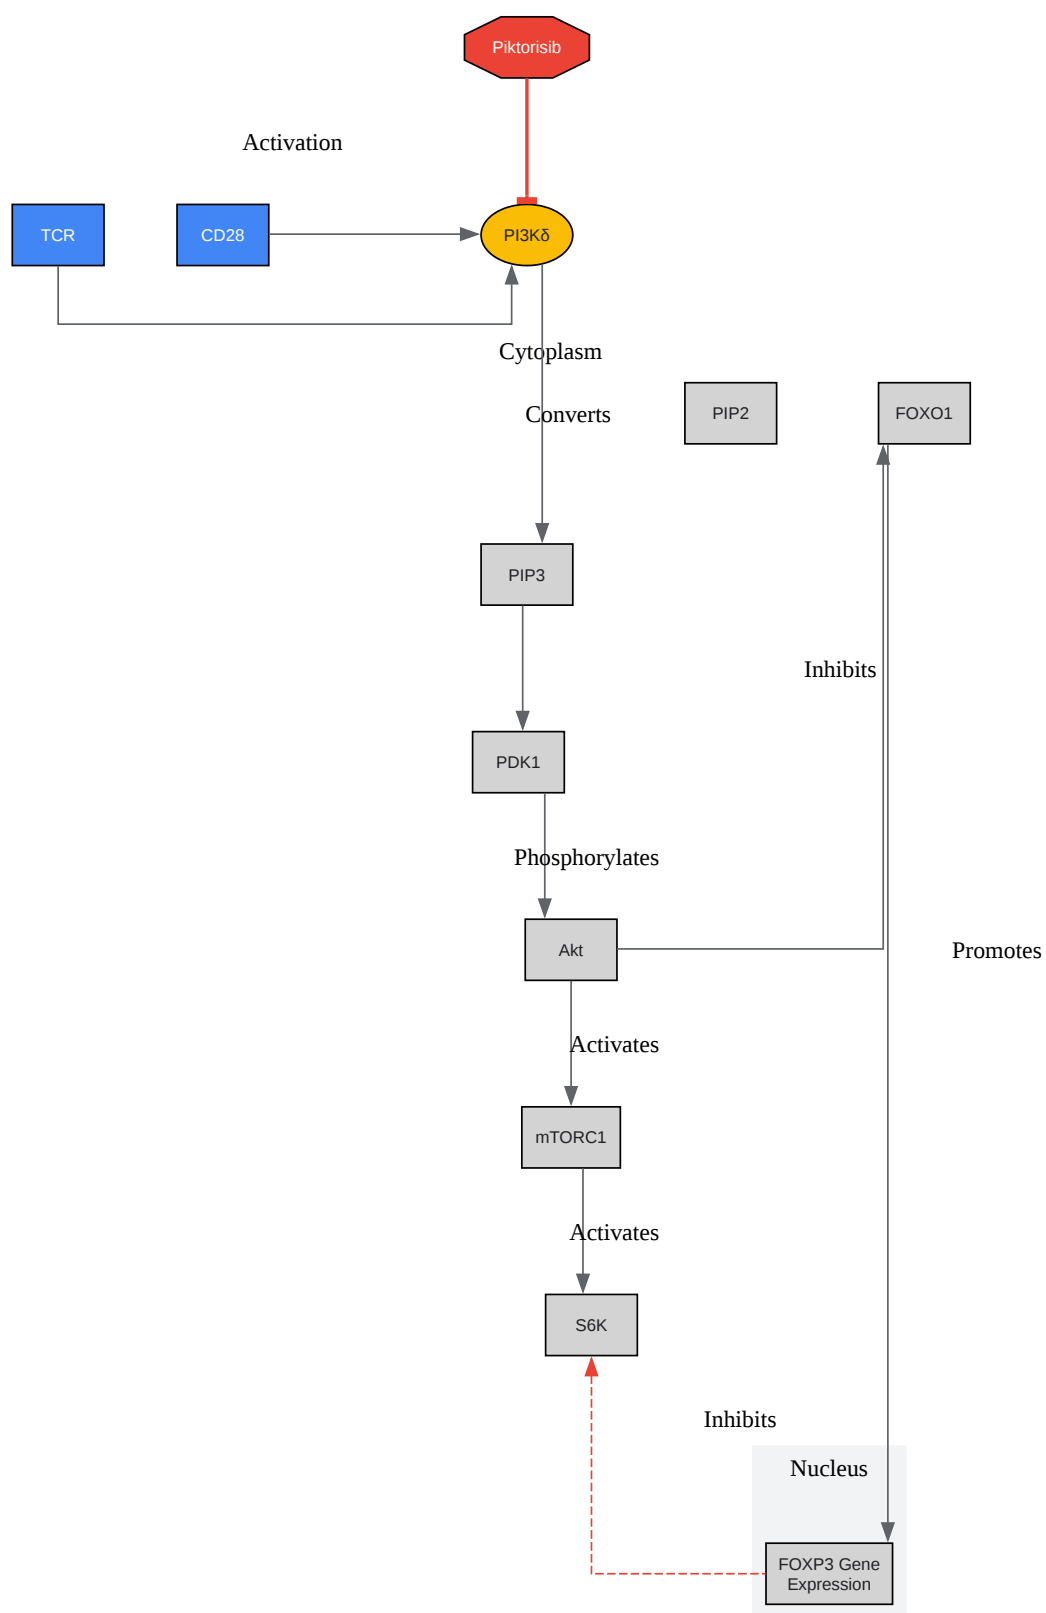 Piktorisib
Activation
TCR
CD28
PI3Kδ
Cytoplasm
Converts
PIP2
FOXO1
PIP3
Inhibits
PDK1
Phosphorylates
Akt
Promotes
Activates
mTORC1
Activates
S6K
Inhibits
Nucleus
FOXP3 Gene
Expression